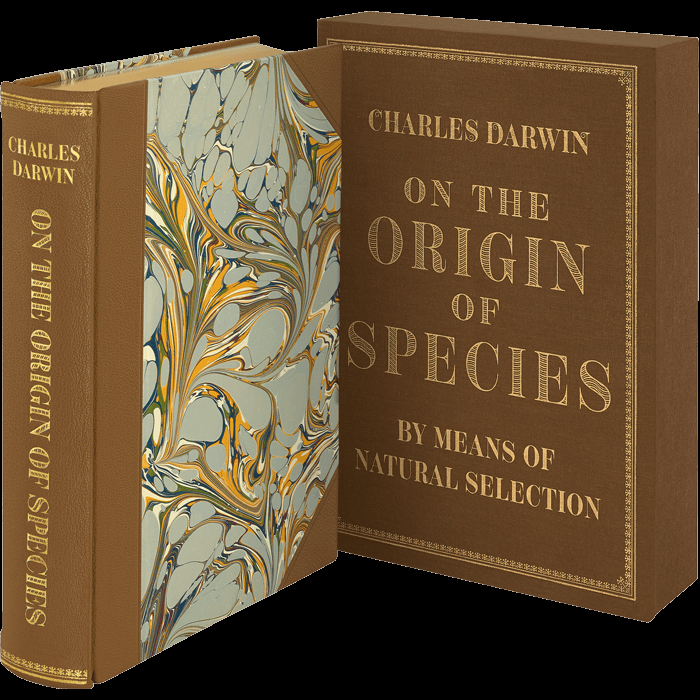 CHARLES
DARWIN
ON THE ORIGIN OF SPECIES
CHARLES DARWIN
ON THE
ORIGIN
OF
SPECIES
BY MEANS OF
NATURAL SELECTION